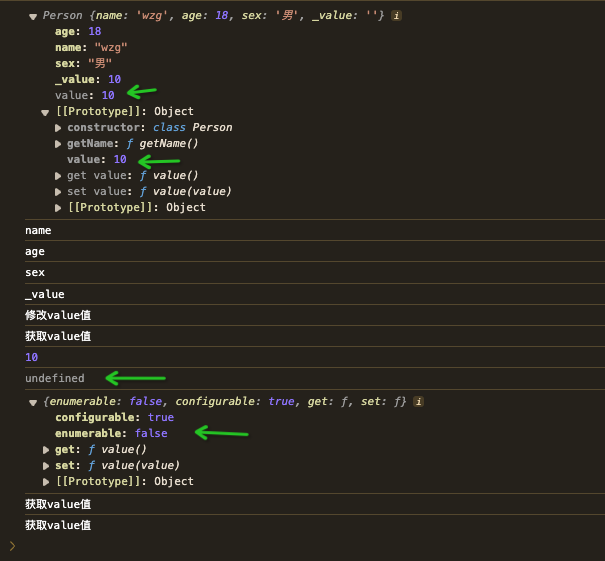 Person {name: 'wzg', age: 18, sex: '男', _value: ''} i
age: 18
name: "wzg"
sex: "男"
_value: 10
value: 10
[[Prototype]]: Object
constructor: class Person
getName: ƒ getName()
value: 10
get value: ƒ value()
set value: ƒ value(value)
[[Prototype]]: Object
name
age
sex
_value
修改value值
获取value值
10
undefined
{enumerable: false, configurable: true, get: ƒ, set: ƒ} i
configurable: true
enumerable: false
get: ƒ value()
set: ƒ value(value)
[[Prototype]]: Object
获取value值
获取value值